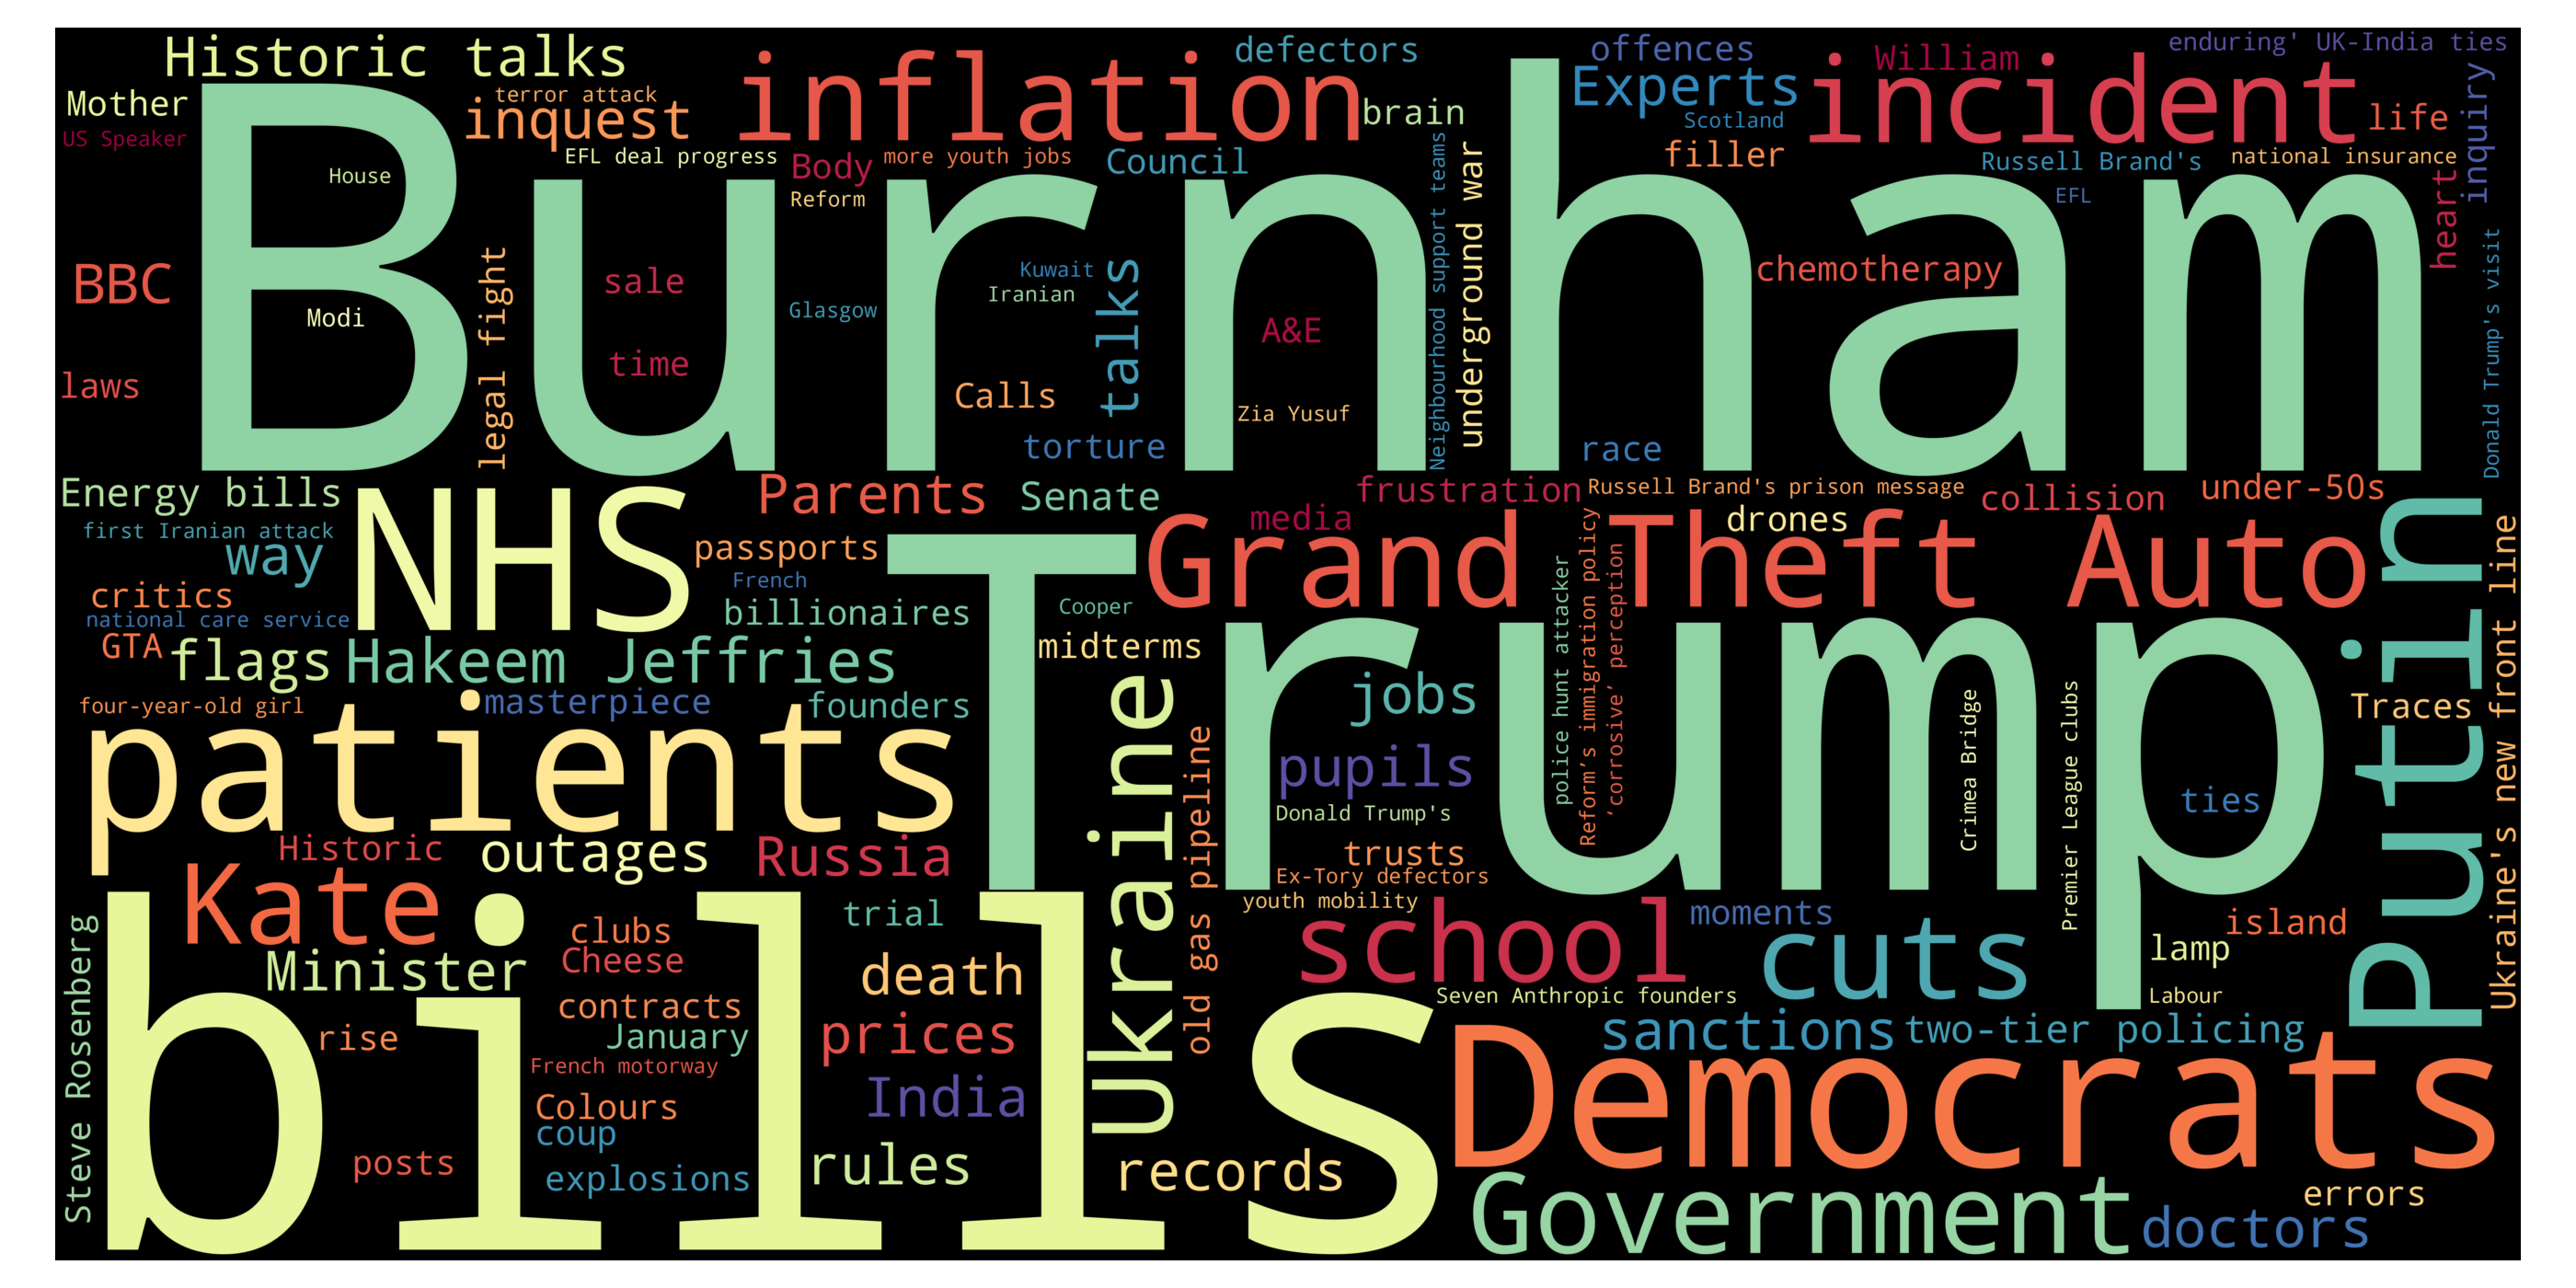 Historic talks
inflation
defectors
offences
William
enduring' UK-India ties
Mother
terror attack
inquest
brain
Experts
incident
life
inquiry
US Speaker
Scotland
EFL deal progress
Body
more youth jobs
Council
filler
Russell Brand's
national insurance
House
Reform
EFL
heart
Burnham
Neighbourhood support teams
underground war
BBC
legal fight
sale
Kuwait
Iranian
talks
chemotherapy
Donald Trump's visit
Modi
Glasgow
A&E
laws
time
Calls
Zia Yusuf
torture
race
Energy bills
NHS
Parents
Senate
frustration
Russell Brand's prison message
collision
under-50s
first Iranian attack
way
passports
media
drones
Grand Theft Auto
Putin
critics
French
billionaires
Cooper
national care service
GTA
flags
Hakeem Jeffries
midterms
Trump
police hunt attacker
Reform’s immigration policy
‘corrosive’ perception
Ukraine's new front line
four-year-old girl
masterpiece
founders
jobs
Crimea Bridge
Premier League clubs
Traces
patients
Ukraine
old gas pipeline
pupils
Donald Trump's
ties
Historic
outages
Russia
trusts
Ex-Tory defectors
Kate
youth mobility
trial
school
moments
cuts
island
lamp
Steve Rosenberg
clubs
Minister
Cheese
death
Seven Anthropic founders
Labour
bills
contracts
rise
January
prices
sanctions
two-tier policing
French motorway
India
Democrats
Colours
coup
posts
explosions
rules
records
Government
doctors
errors